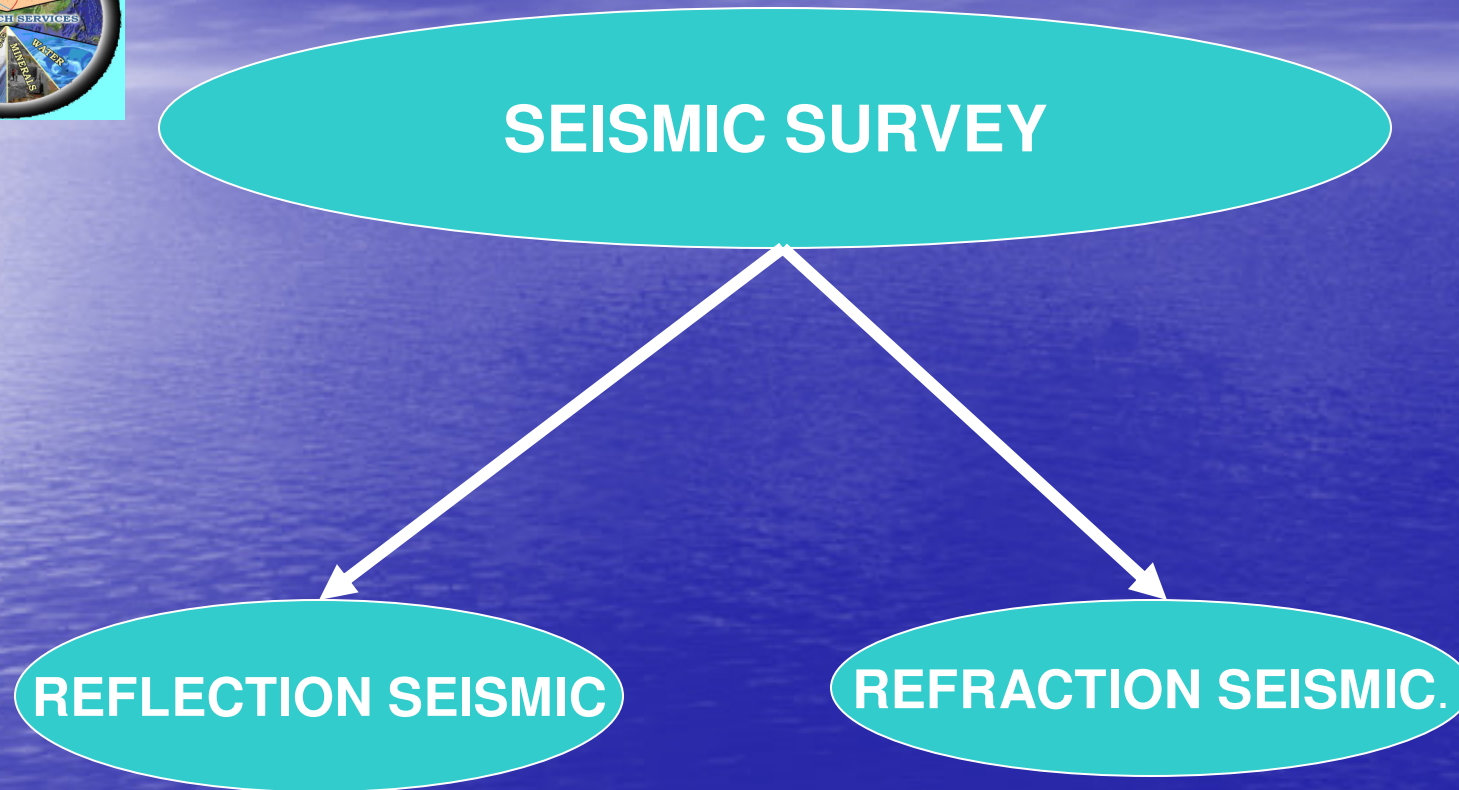 CH SERVICES
WATER
MINERALS
SEISMIC SURVEY
REFLECTION SEISMIC
REFRACTION SEISMIC.